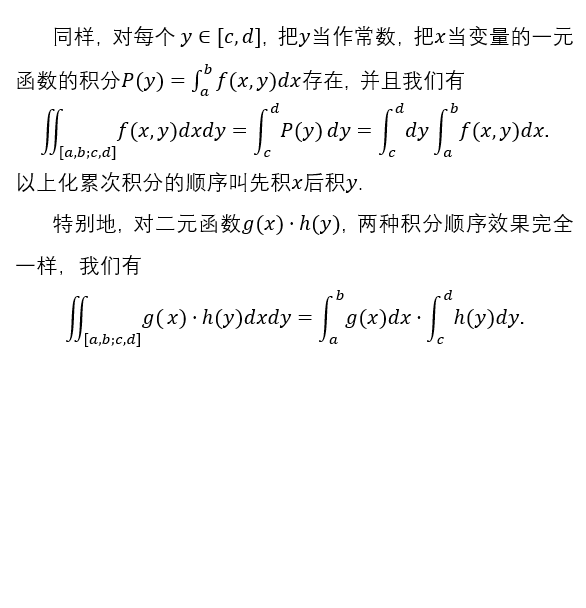 同样, 对每个 y ∈ [c, d], 把y当作常数, 把x当变量的一元
函数的积分P(y) = ∫_a^b f(x, y)dx存在, 并且我们有
∬_[a,b;c,d] f(x, y)dxdy = ∫_c^d P(y) dy = ∫_c^d dy ∫_a^b f(x, y)dx.
以上化累次积分的顺序叫先积x后积y.
特别地, 对二元函数g(x) · h(y), 两种积分顺序效果完全
一样, 我们有
∬_[a,b;c,d] g(x) · h(y)dxdy = ∫_a^b g(x)dx · ∫_c^d h(y)dy.